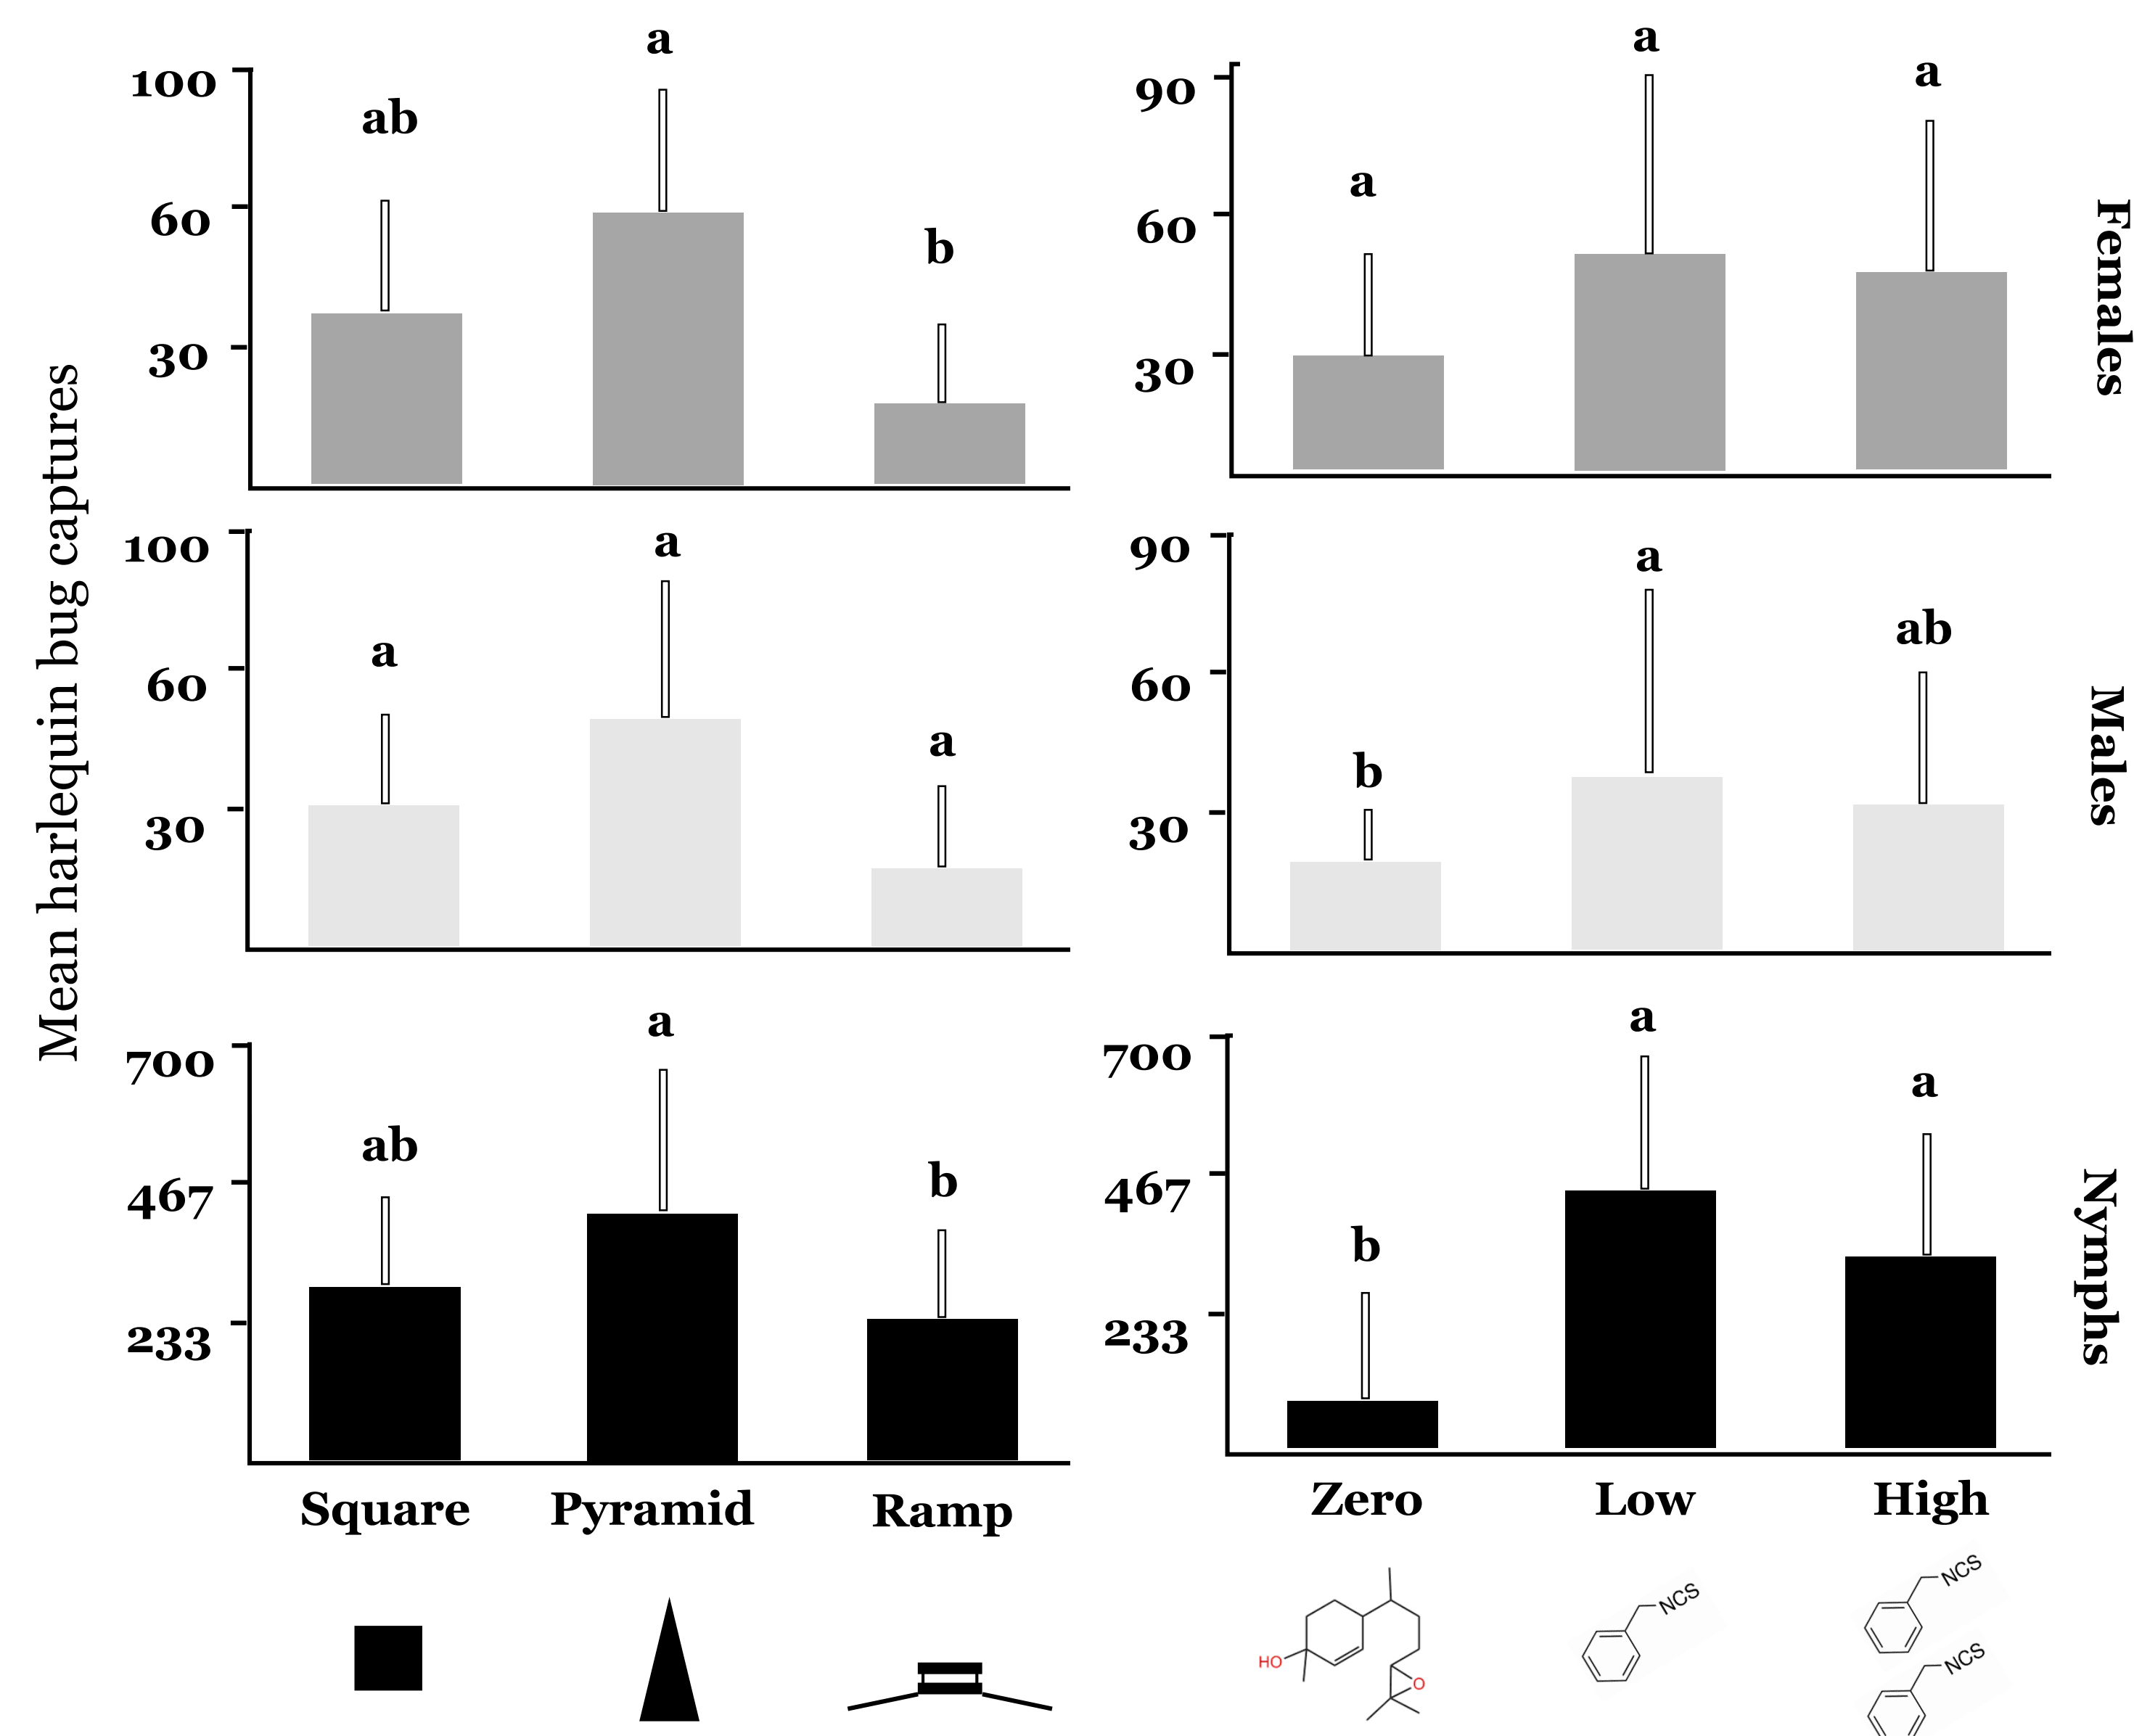 Mean harlequin bug captures
a
100
ab
60
b
30
a
90
a
a
60
30
Females
100
a
a
60
a
30
90
a
ab
60
b
30
Males
a
700
ab
467
b
233
a
700
a
467
b
233
Nymphs
Square Pyramid Ramp
Zero Low High
HO
O
NCS
NCS
NCS